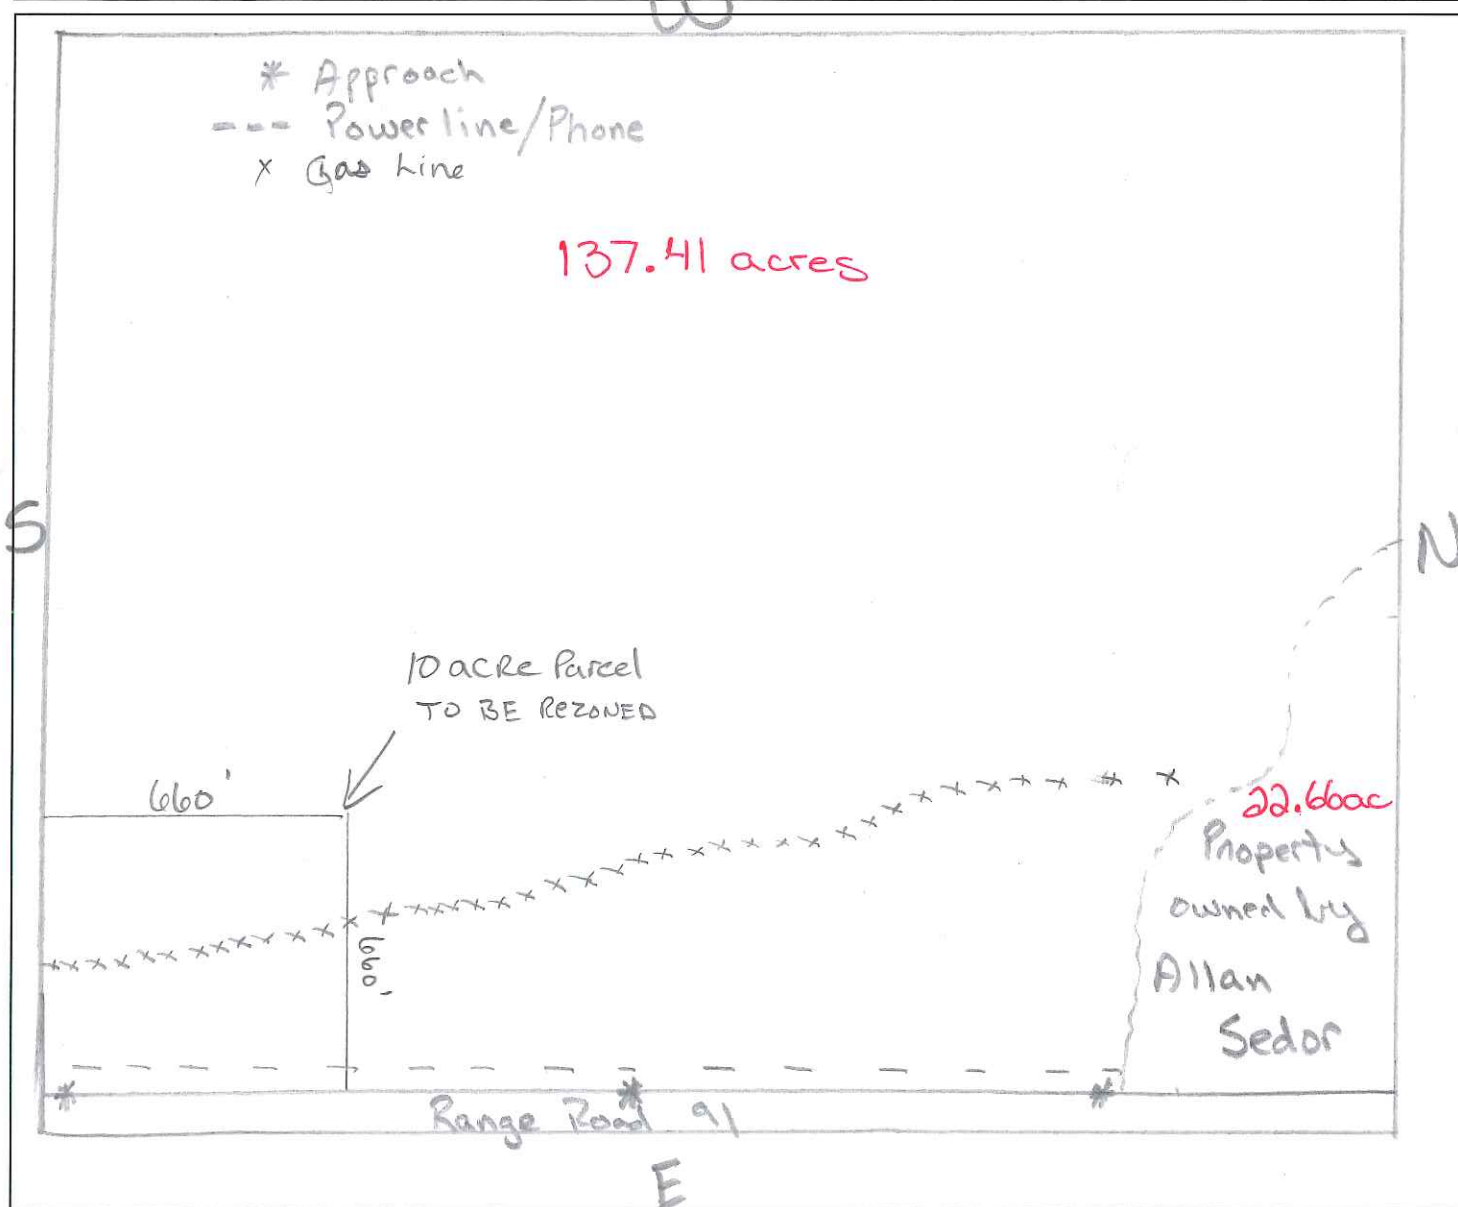 W
* Approach
--- Power line/Phone
x Gas Line
137.41 acres
S
N
10 acRe Parcel
TO BE ReZONED
660'
660'
22.66ac
Property
owned by
Allan
Sedor
Range Road 91
E